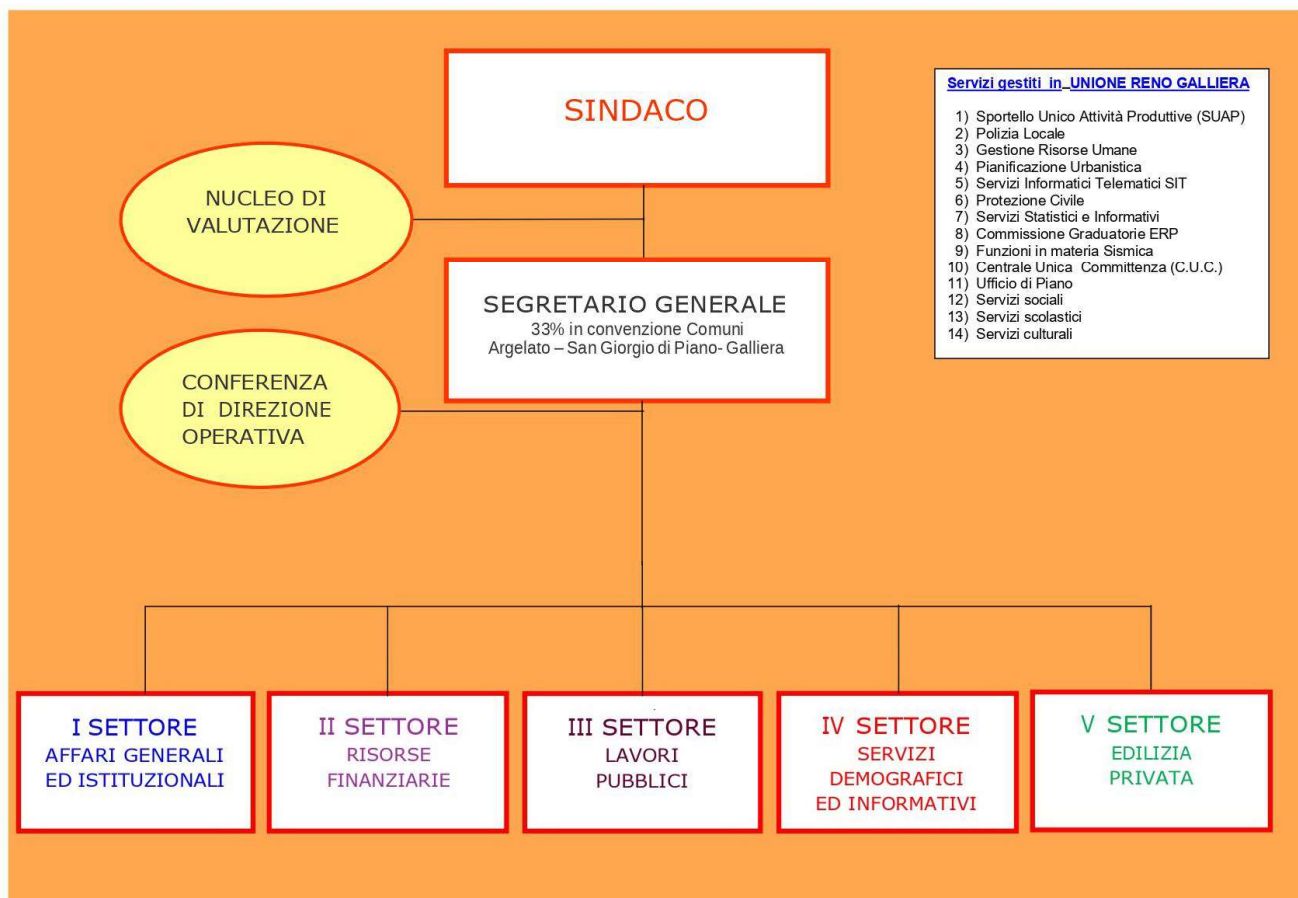 SINDACO
NUCLEO DI
VALUTAZIONE
SEGRETARIO GENERALE
33% in convenzione Comuni
Argelato – San Giorgio di Piano- Galliera
CONFERENZA
DI DIREZIONE
OPERATIVA
Servizi gestiti in UNIONE RENO GALLIERA
1) Sportello Unico Attività Produttive (SUAP)
2) Polizia Locale
3) Gestione Risorse Umane
4) Pianificazione Urbanistica
5) Servizi Informatici Telematici SIT
6) Protezione Civile
7) Servizi Statistici e Informativi
8) Commissione Graduatorie ERP
9) Funzioni in materia Sismica
10) Centrale Unica Committenza (C.U.C.)
11) Ufficio di Piano
12) Servizi sociali
13) Servizi scolastici
14) Servizi culturali
I SETTORE
AFFARI GENERALI
ED ISTITUZIONALI
II SETTORE
RISORSE
FINANZIARIE
III SETTORE
LAVORI
PUBBLICI
IV SETTORE
SERVIZI
DEMOGRAFICI
ED INFORMATIVI
V SETTORE
EDILIZIA
PRIVATA